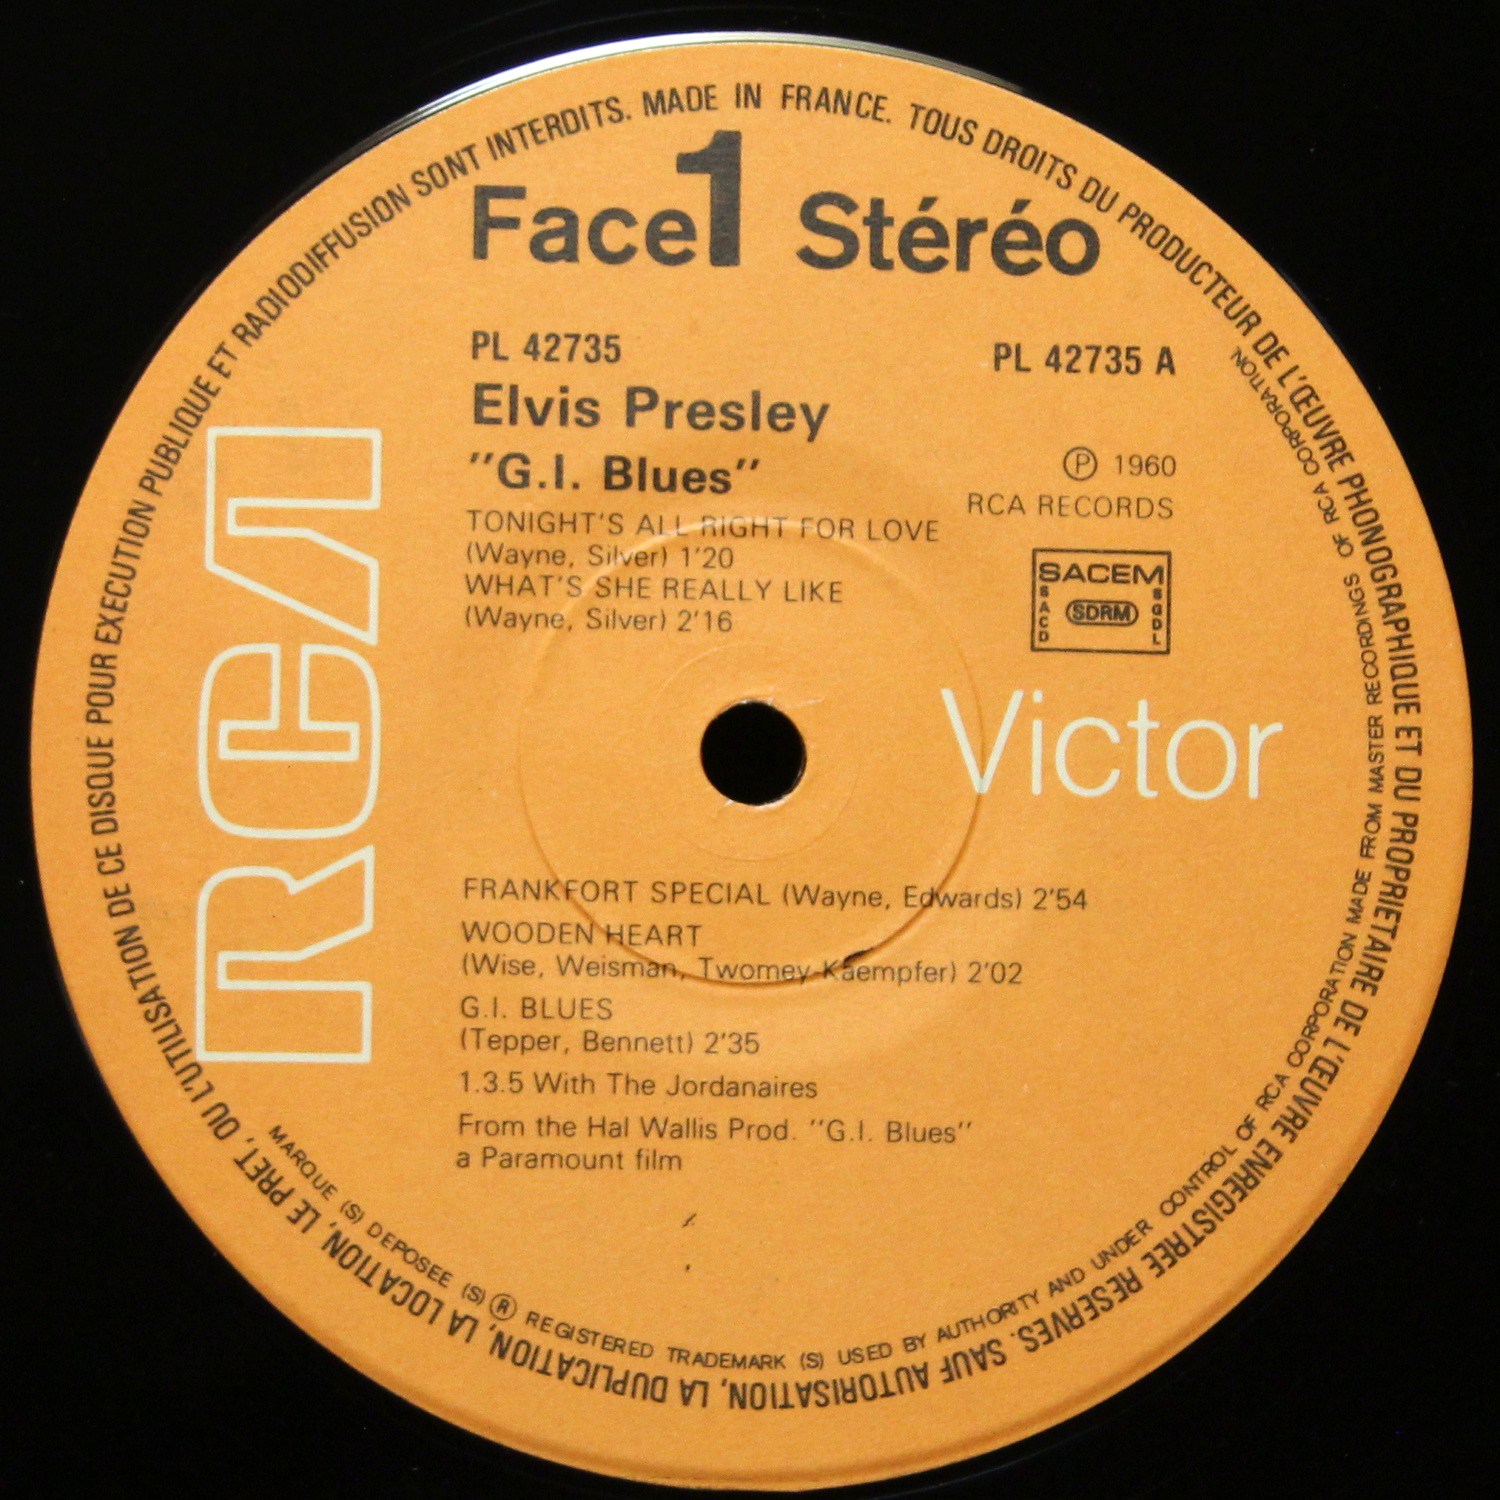 Face 1 Stéréo
PL 42735
PL 42735 A
Elvis Presley
"G.I. Blues"
Ⓟ 1960
RCA RECORDS
TONIGHT'S ALL RIGHT FOR LOVE
(Wayne, Silver) 1'20
WHAT'S SHE REALLY LIKE
(Wayne, Silver) 2'16
SACEM
SACD
SDRM
SGDL
RCA
Victor
FRANKFORT SPECIAL (Wayne, Edwards) 2'54
WOODEN HEART
(Wise, Weisman, Twomey-Kaempfer) 2'02
G.I. BLUES
(Tepper, Bennett) 2'35
1.3.5 With The Jordanaires
From the Hal Wallis Prod. "G.I. Blues"
a Paramount film
MADE IN FRANCE. TOUS DROITS DU PRODUCTEUR DE L'ŒUVRE PHONOGRAPHIQUE ET DU PROPRIETAIRE DE L'ŒUVRE ENREGISTREE RESERVES. SAUF AUTORISATION, LA DUPLICATION, LA LOCATION, LE PRET, OU L'UTILISATION DE CE DISQUE POUR EXECUTION PUBLIQUE ET RADIODIFFUSION SONT INTERDITS.
MARQUE (S) DEPOSEE (S) ® REGISTERED TRADEMARK (S) USED BY AUTHORITY AND UNDER CONTROL OF RCA CORPORATION MADE FROM MASTER RECORDINGS OF RCA CORPORATION.